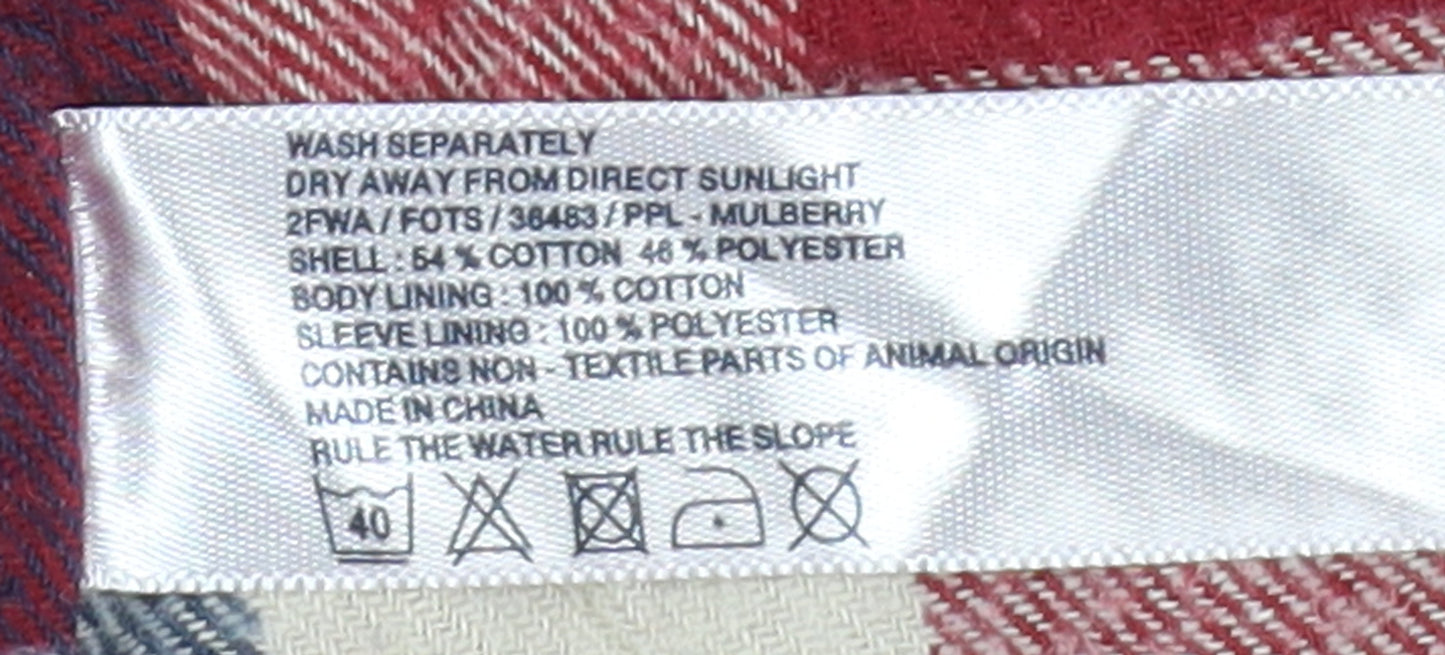 WASH SEPARATELY
DRY AWAY FROM DIRECT SUNLIGHT
2FWA / FOTS / 36463 / PPL - MULBERRY
SHELL : 54 % COTTON 46 % POLYESTER
BODY LINING : 100 % COTTON
SLEEVE LINING : 100 % POLYESTER
CONTAINS NON - TEXTILE PARTS OF ANIMAL ORIGIN
MADE IN CHINA
RULE THE WATER RULE THE SLOPE
40